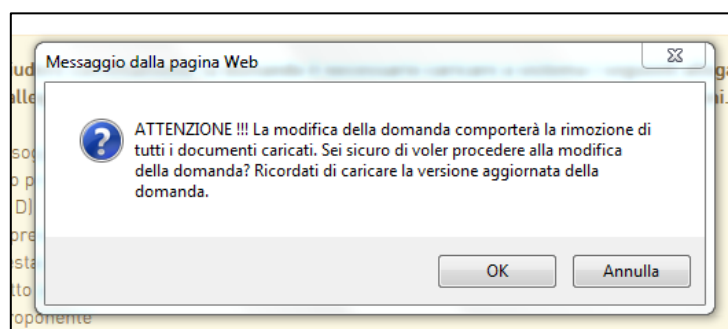 Messaggio dalla pagina Web
ATTENZIONE !!! La modifica della domanda comporterà la rimozione di
tutti i documenti caricati. Sei sicuro di voler procedere alla modifica
della domanda? Ricordati di caricare la versione aggiornata della
domanda.
OK Annulla
roponente